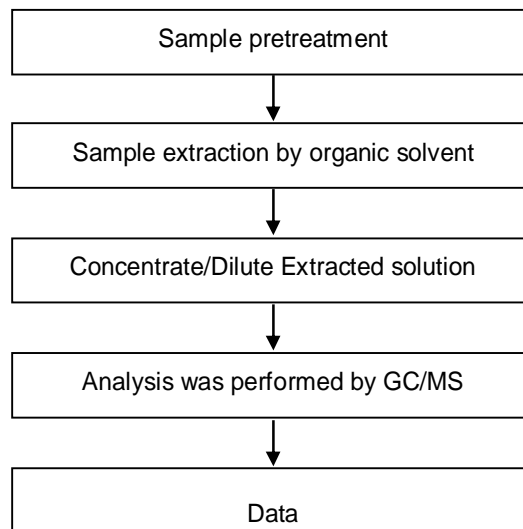 Sample pretreatment
Sample extraction by organic solvent
Concentrate/Dilute Extracted solution
Analysis was performed by GC/MS
Data